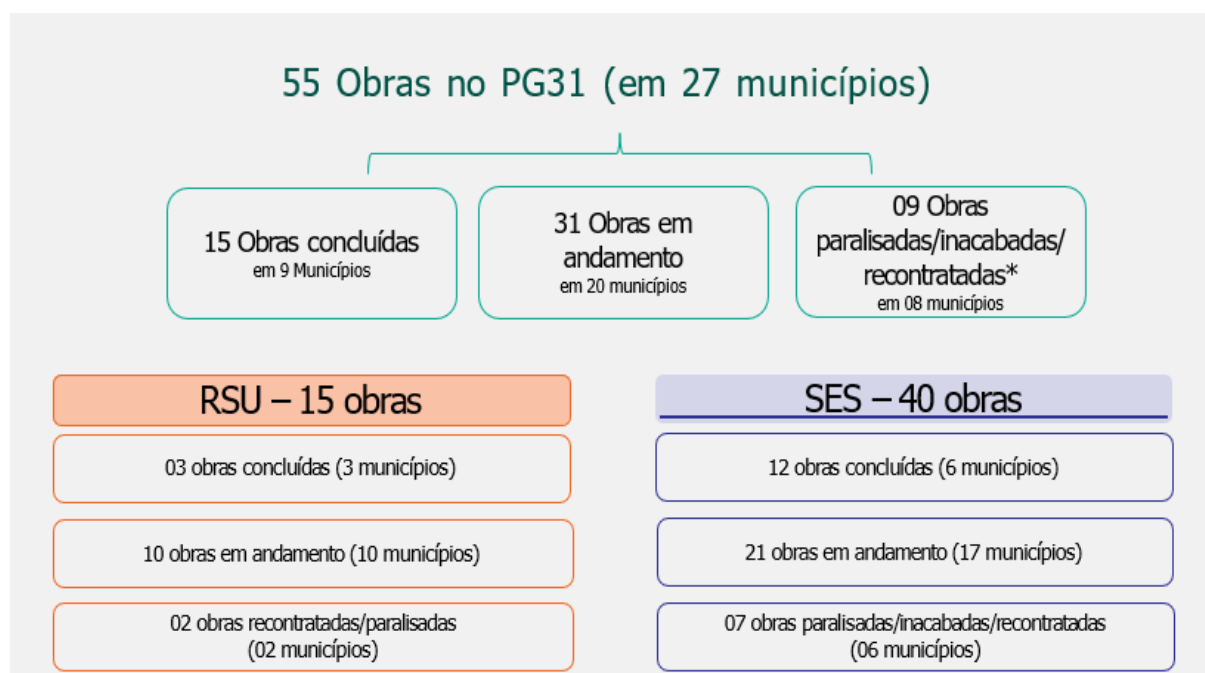 55 Obras no PG31 (em 27 municípios)
15 Obras concluídas
em 9 Municípios
31 Obras em
andamento
em 20 municípios
09 Obras
paralisadas/inacabadas/
recontratadas*
em 08 municípios
RSU – 15 obras
03 obras concluídas (3 municípios)
10 obras em andamento (10 municípios)
02 obras recontratadas/paralisadas
(02 municípios)
SES – 40 obras
12 obras concluídas (6 municípios)
21 obras em andamento (17 municípios)
07 obras paralisadas/inacabadas/recontratadas
(06 municípios)